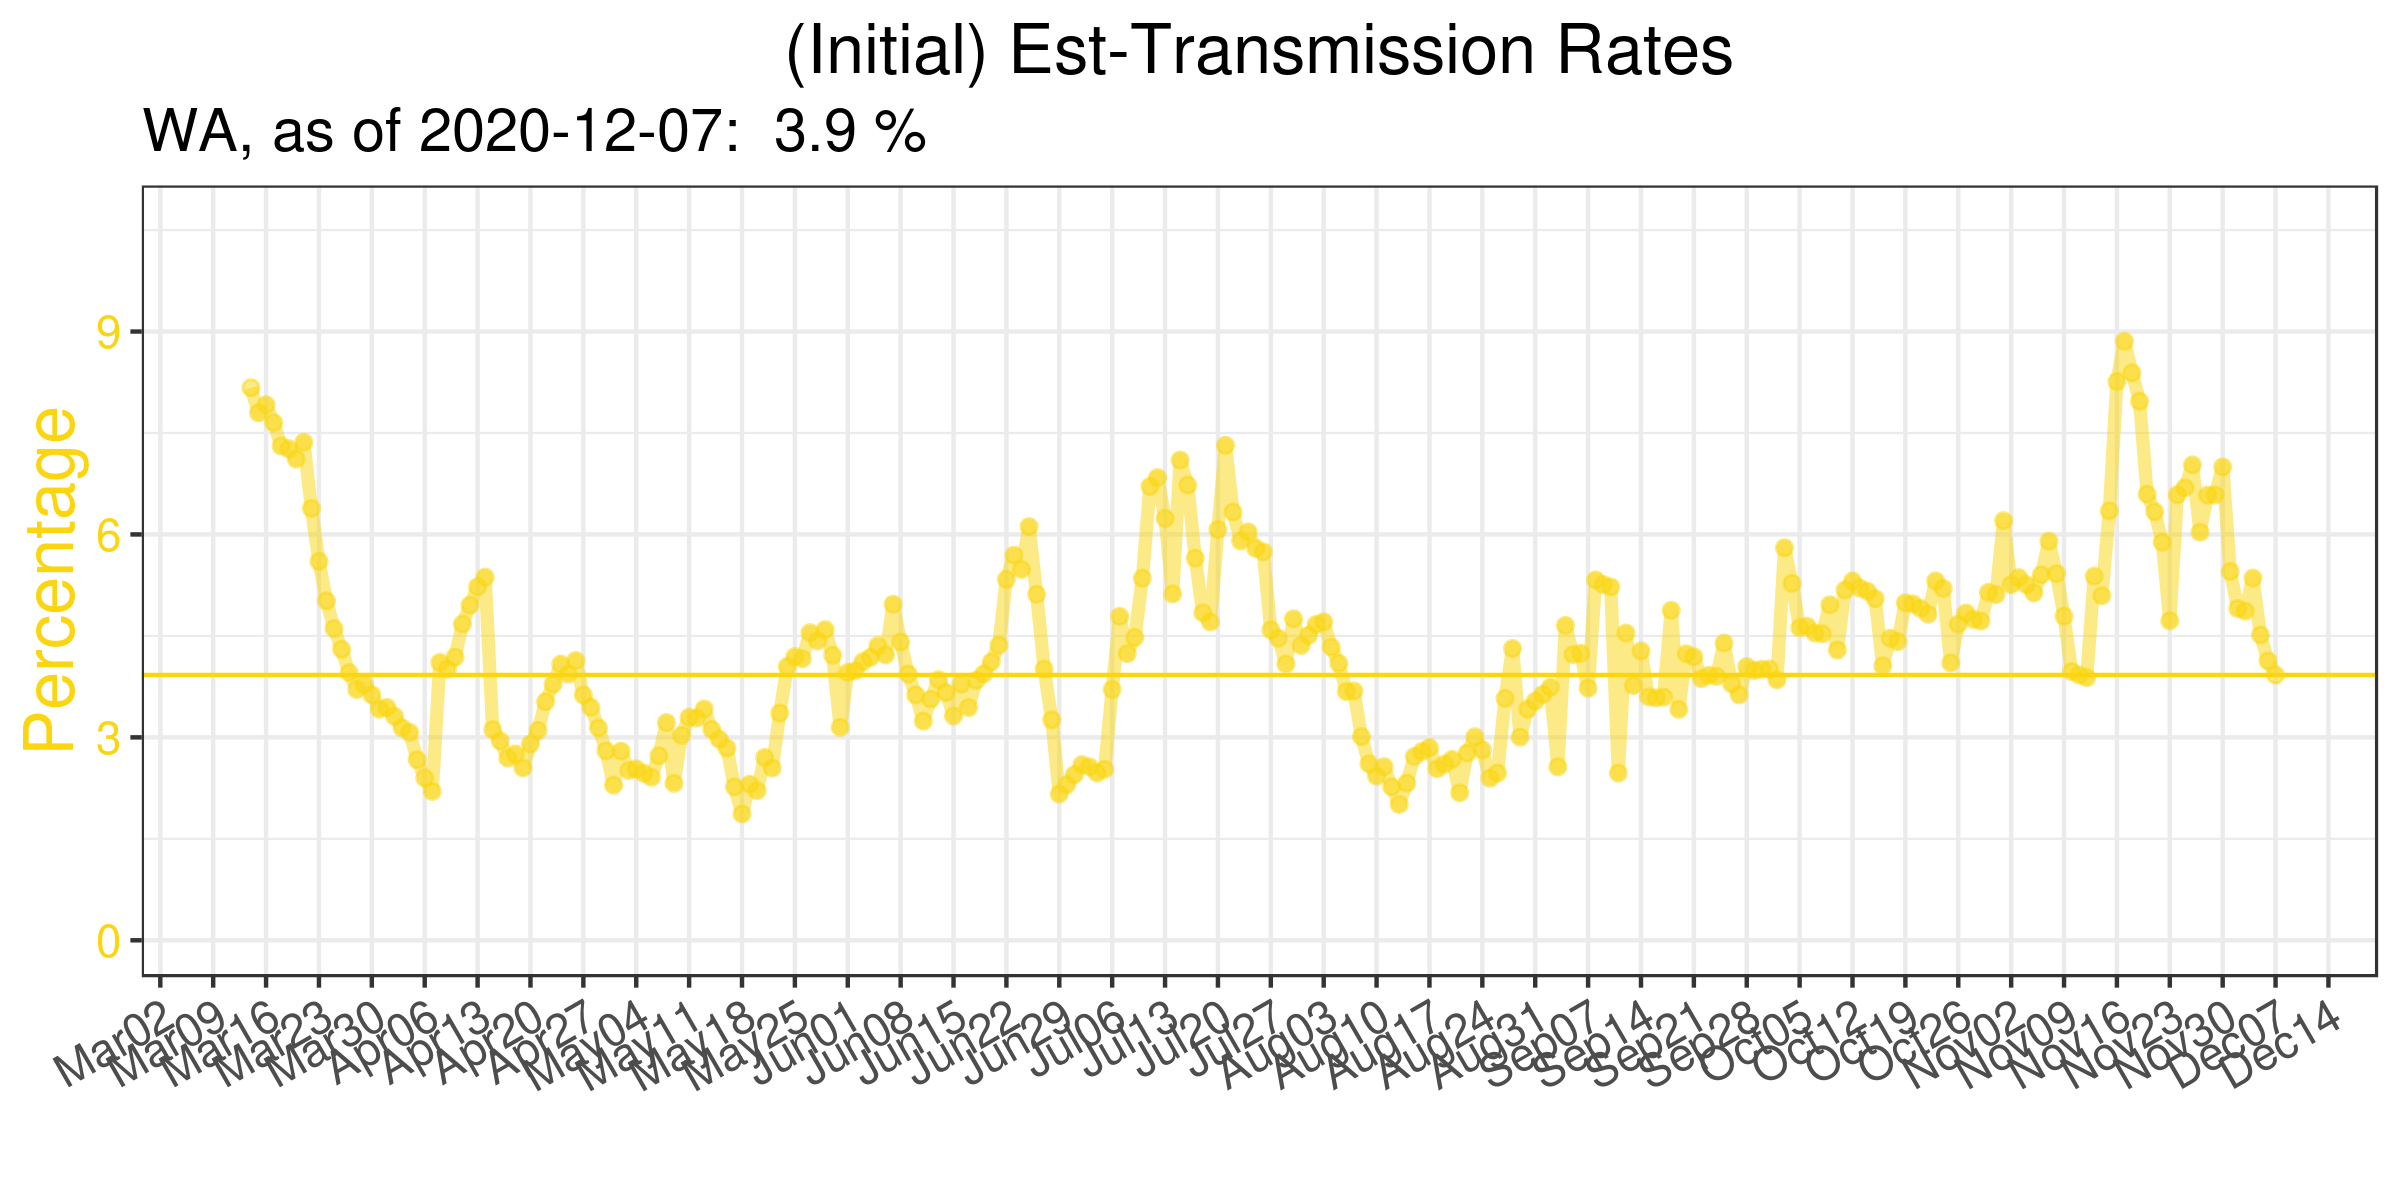 (Initial) Est-Transmission Rates
WA, as of 2020-12-07:  3.9 %
Percentage
9
6
3
0
Mar02
Mar09
Mar16
Mar23
Mar30
Apr06
Apr13
Apr20
Apr27
May04
May11
May18
May25
Jun01
Jun08
Jun15
Jun22
Jun29
Jul06
Jul13
Jul20
Jul27
Aug03
Aug10
Aug17
Aug24
Aug31
Sep07
Sep14
Sep21
Sep28
Oct05
Oct12
Oct19
Oct26
Nov02
Nov09
Nov16
Nov23
Nov30
Dec07
Dec14